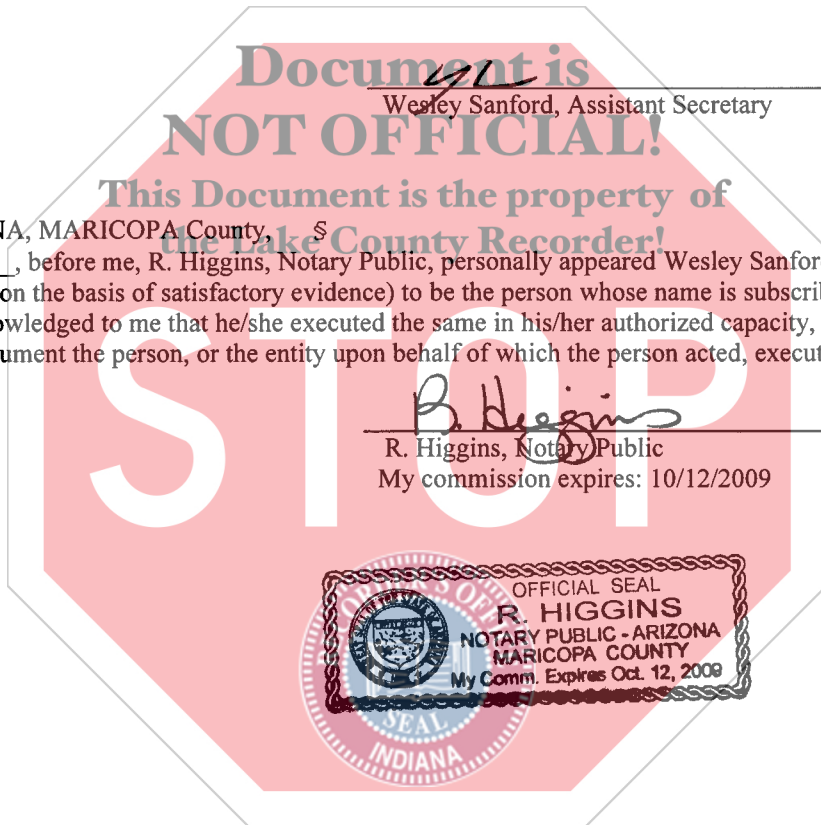 Document is
Wesley Sanford, Assistant Secretary
NOT OFFICIAL!
This Document is the property of
NA, MARICOPA County, §
the Lake County Recorder!
, before me, R. Higgins, Notary Public, personally appeared Wesley Sanfor
on the basis of satisfactory evidence) to be the person whose name is subscri
owledged to me that he/she executed the same in his/her authorized capacity,
ument the person, or the entity upon behalf of which the person acted, execut
STOP
B. Higgins
R. Higgins, Notary Public
My commission expires: 10/12/2009
OFFICIAL SEAL
R. HIGGINS
NOTARY PUBLIC - ARIZONA
MARICOPA COUNTY
My Comm. Expires Oct. 12, 2009
SEAL
INDIANA